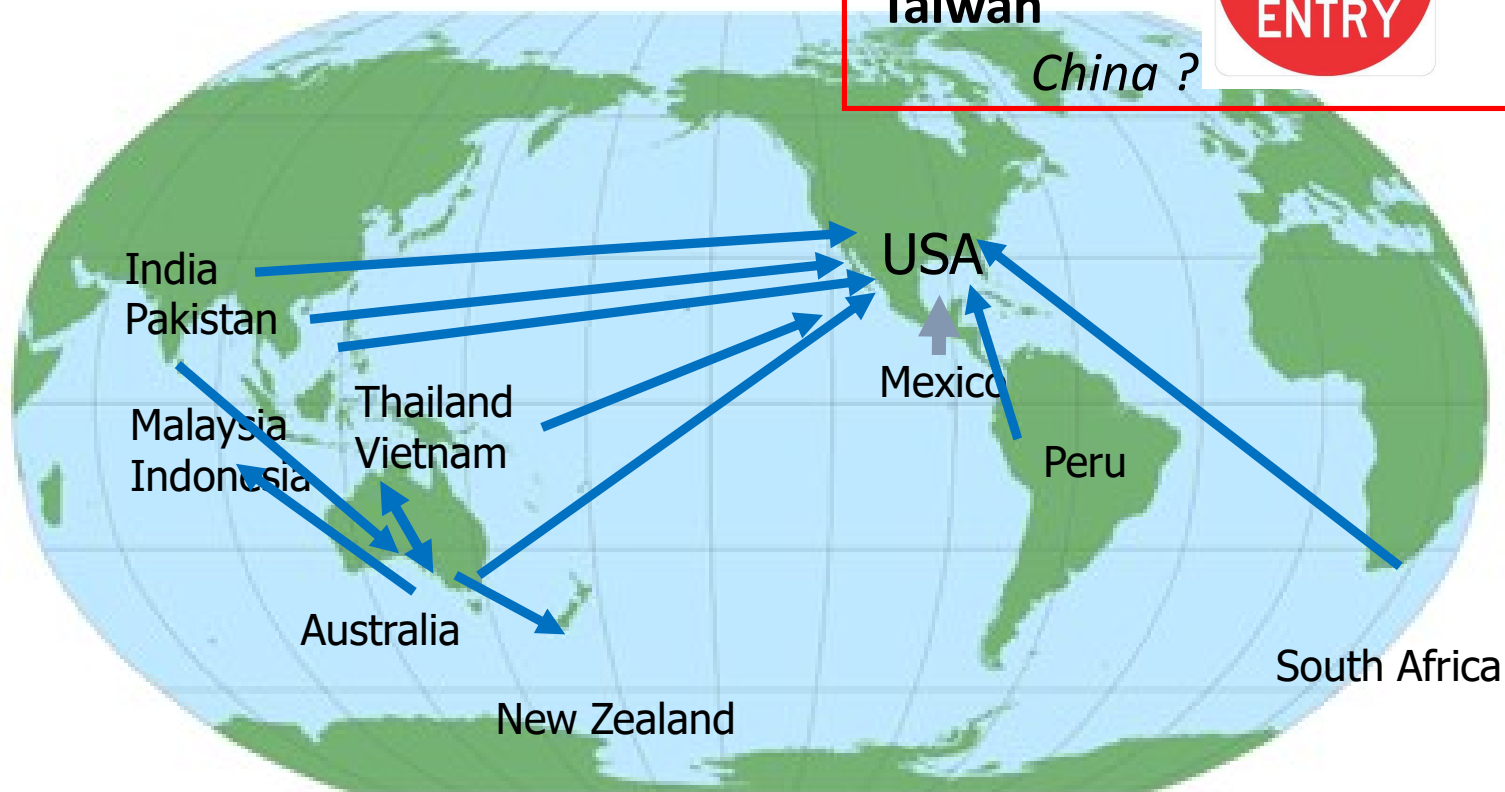 Taiwan
ENTRY
China ?
USA
India
Pakistan
Mexico
Thailand
Vietnam
Malaysia
Indonesia
Peru
Australia
South Africa
New Zealand